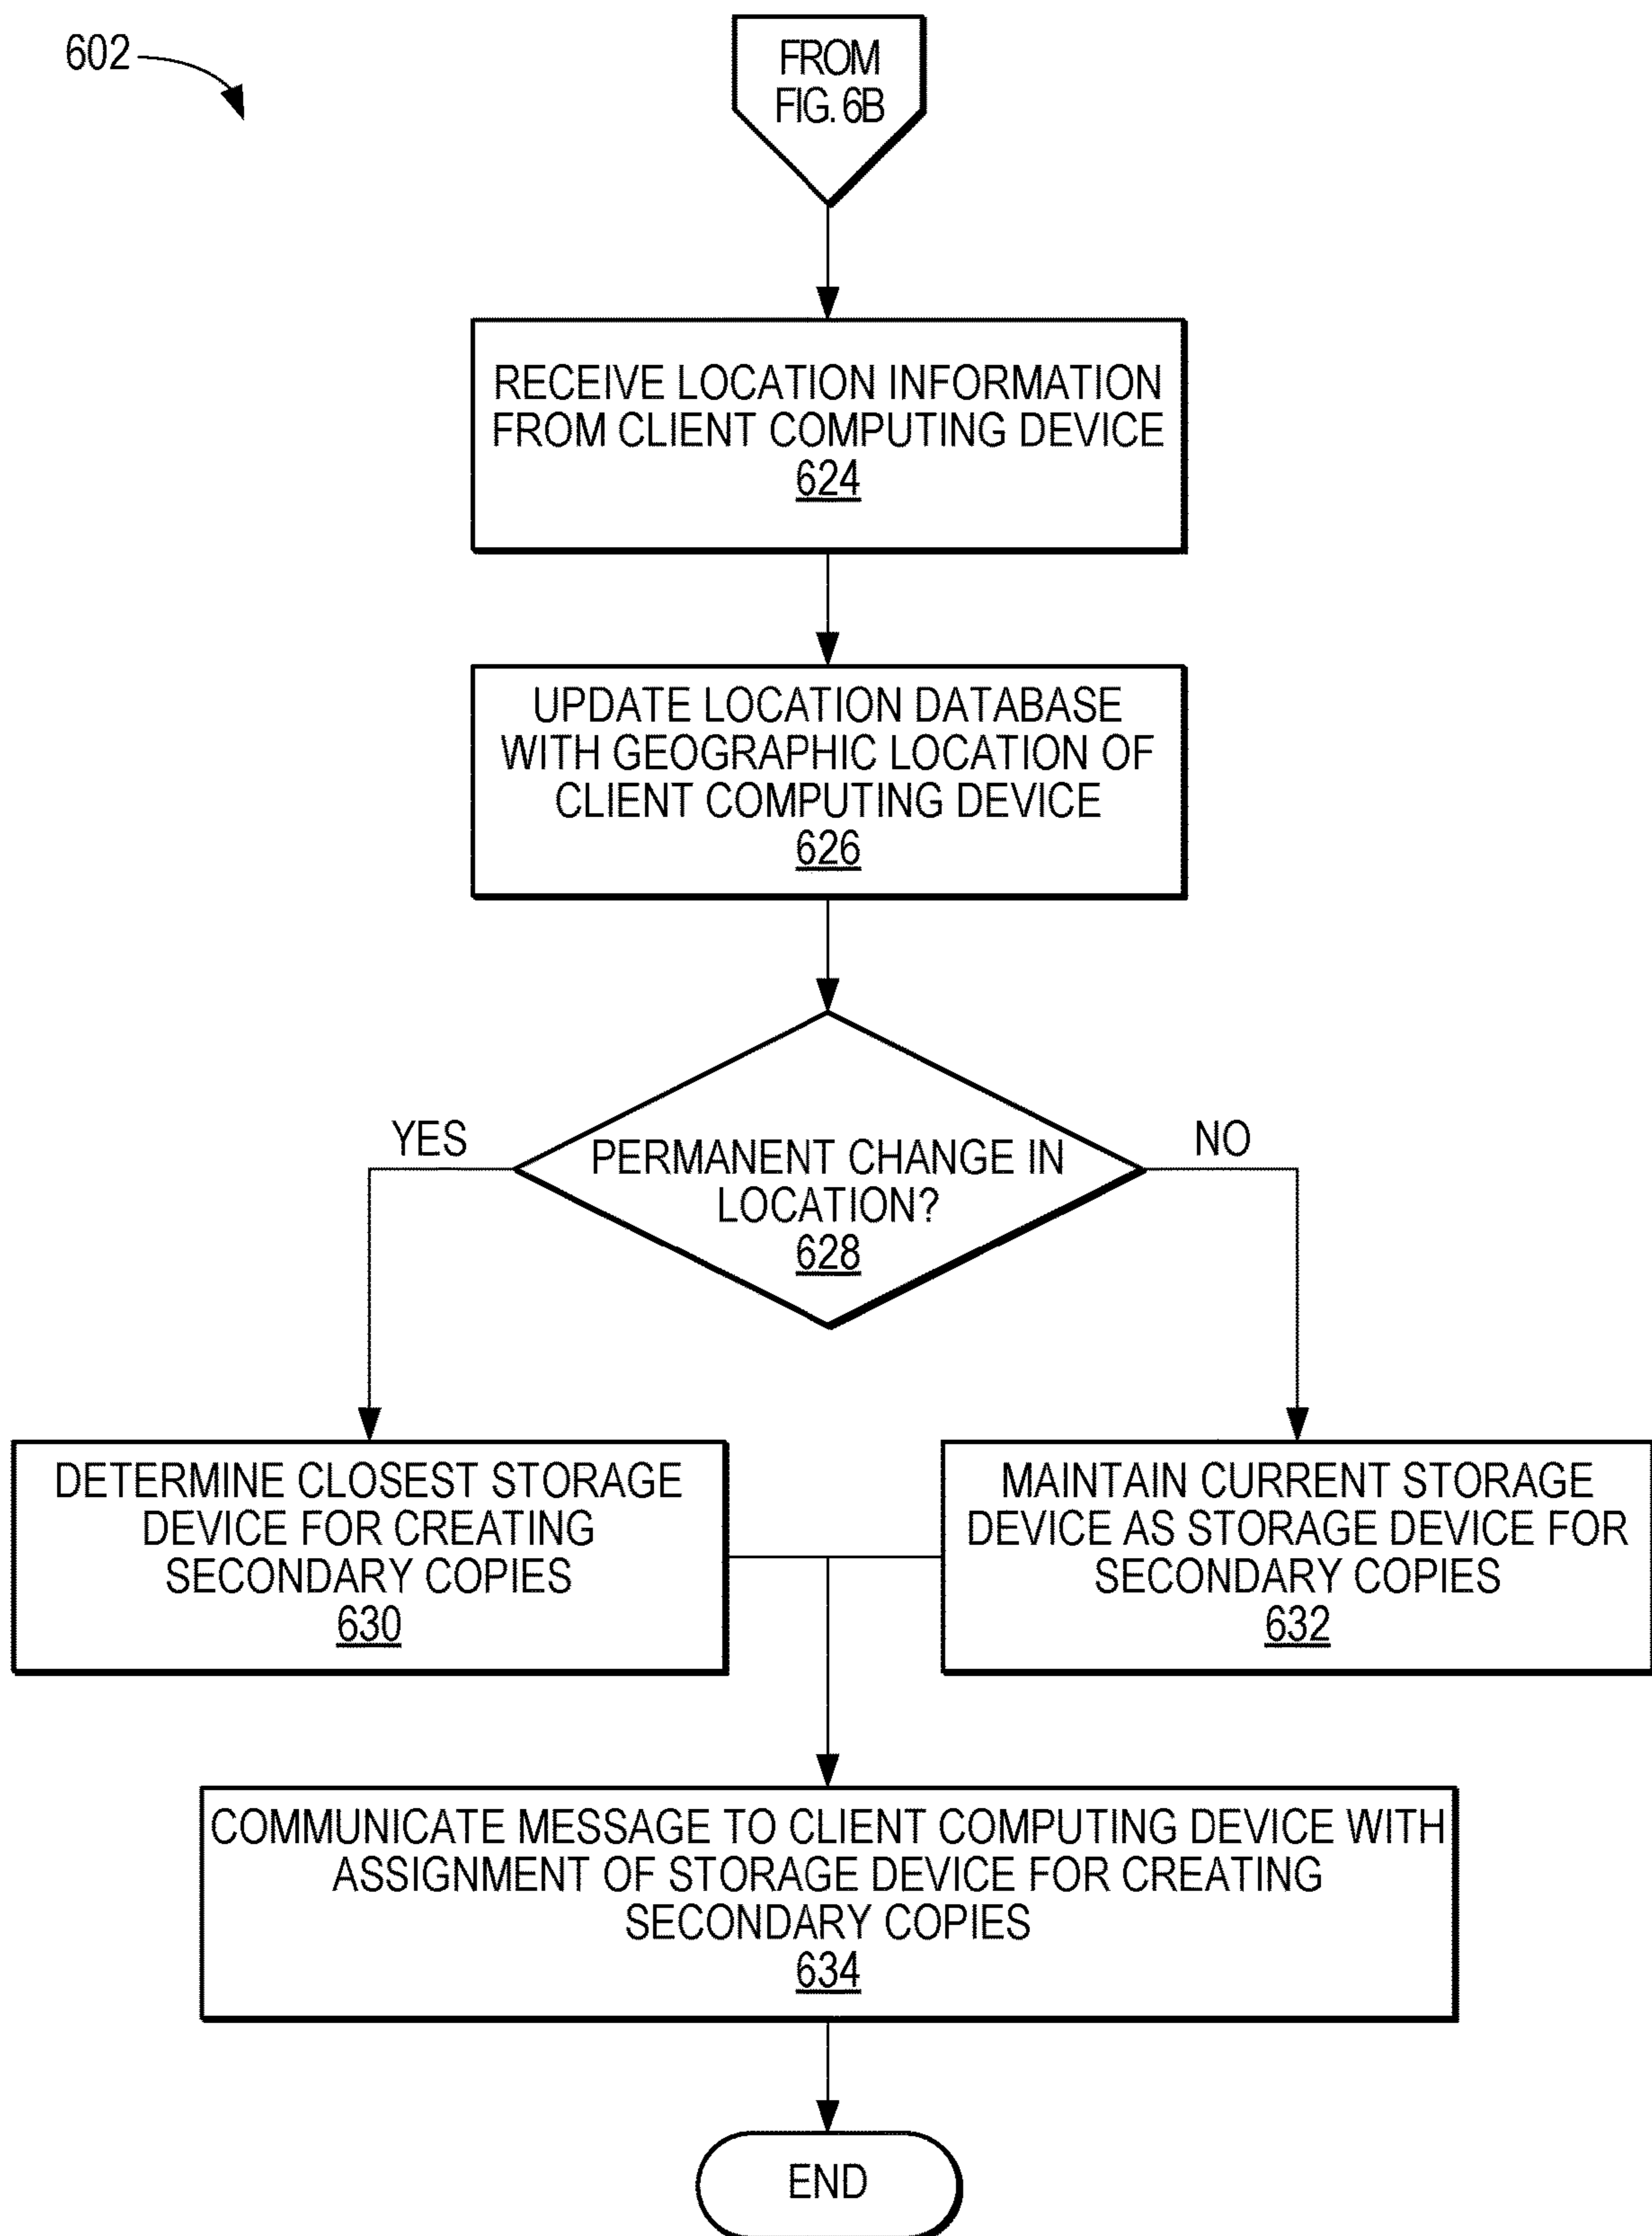 602
FROM
FIG. 6B
RECEIVE LOCATION INFORMATION
FROM CLIENT COMPUTING DEVICE
624
UPDATE LOCATION DATABASE
WITH GEOGRAPHIC LOCATION OF
CLIENT COMPUTING DEVICE
626
YES
NO
PERMANENT CHANGE IN
LOCATION?
628
DETERMINE CLOSEST STORAGE
DEVICE FOR CREATING
SECONDARY COPIES
630
MAINTAIN CURRENT STORAGE
DEVICE AS STORAGE DEVICE FOR
SECONDARY COPIES
632
COMMUNICATE MESSAGE TO CLIENT COMPUTING DEVICE WITH
ASSIGNMENT OF STORAGE DEVICE FOR CREATING
SECONDARY COPIES
634
END